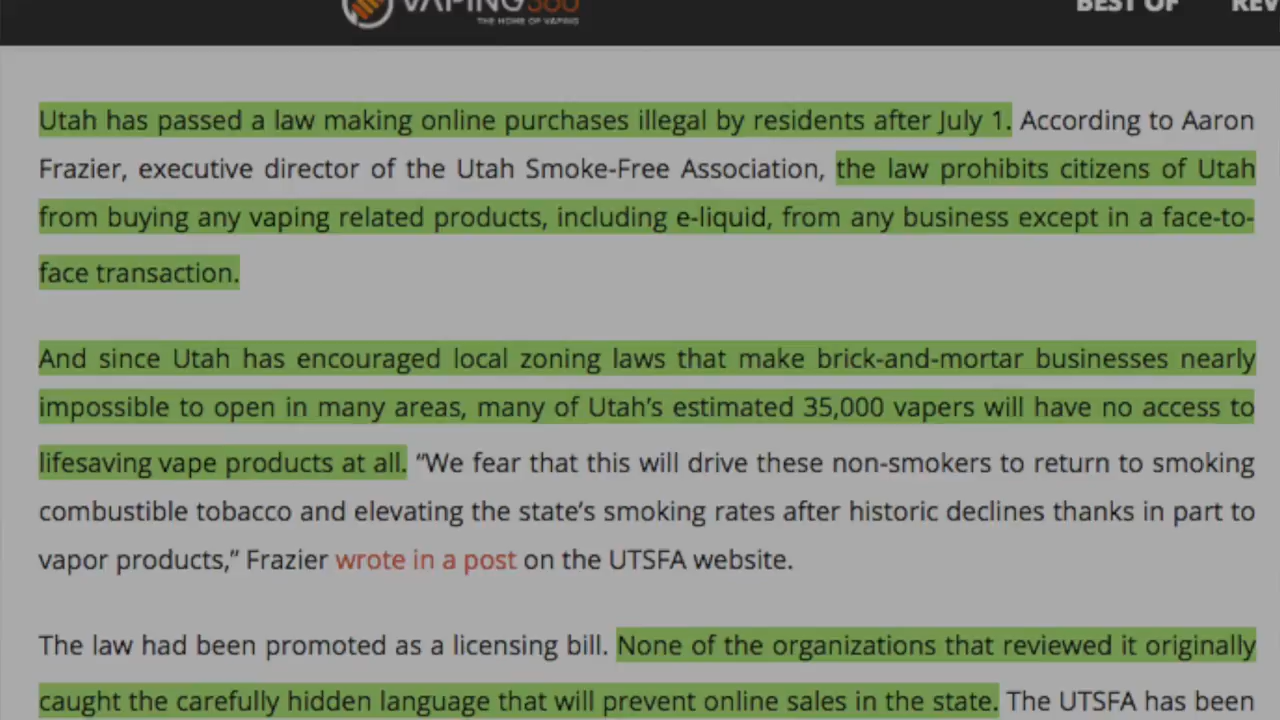 VAPING360
THE HOME OF VAPING
BEST OF
REV
Utah has passed a law making online purchases illegal by residents after July 1. According to Aaron
Frazier, executive director of the Utah Smoke-Free Association, the law prohibits citizens of Utah
from buying any vaping related products, including e-liquid, from any business except in a face-to-
face transaction.
And since Utah has encouraged local zoning laws that make brick-and-mortar businesses nearly
impossible to open in many areas, many of Utah’s estimated 35,000 vapers will have no access to
lifesaving vape products at all. “We fear that this will drive these non-smokers to return to smoking
combustible tobacco and elevating the state’s smoking rates after historic declines thanks in part to
vapor products,” Frazier wrote in a post on the UTSFA website.
The law had been promoted as a licensing bill. None of the organizations that reviewed it originally
caught the carefully hidden language that will prevent online sales in the state. The UTSFA has been